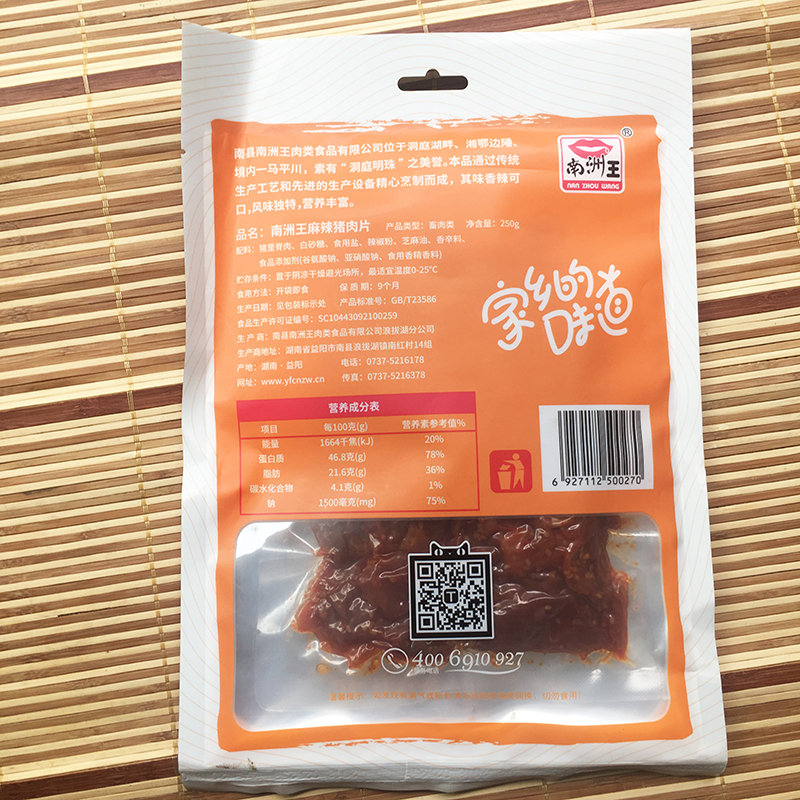 南县南洲王肉类食品有限公司位于洞庭湖畔、湘鄂边陲、
境内一马平川，素有“洞庭明珠”之美誉。本品通过传统
生产工艺和先进的生产设备精心烹制而成，其味香辣可
口，风味独特，营养丰富。
南洲王
NAN ZHOU WANG
®
品名：南洲王麻辣猪肉片 产品类型：畜肉类 净含量：250g
配料：猪里脊肉、白砂糖、食用盐、辣椒粉、芝麻油、香辛料、
食品添加剂(谷氨酸钠、亚硝酸钠、食用香精香料)
贮存条件：置于阴凉干燥避光场所，最适宜温度0-25°C
食用方法：开袋即食 保质期：9个月
生产日期：见包装标示处 产品标准号：GB/T23586
食品生产许可证编号：SC10443092100259
生产商：南县南洲王肉类食品有限公司浪拔湖分公司
生产商地址：湖南省益阳市南县浪拔湖镇南红村14组
产地：湖南·益阳 电话：0737-5216178
网址：www.yfcnzw.cn 传真：0737-5216378
家乡的
味道
营养成分表
项目 每100克(g) 营养素参考值%
能量 1664千焦(kJ) 20%
蛋白质 46.8克(g) 78%
脂肪 21.6克(g) 36%
碳水化合物 4.1克(g) 1%
钠 1500毫克(mg) 75%
6 927112 500270
T
400 6910 927
温馨提示：如发现胀
切勿食用！